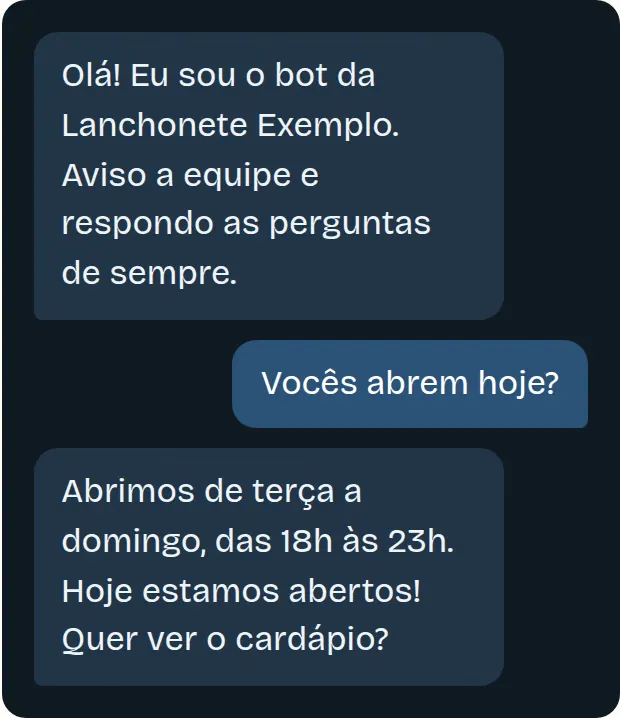 Olá! Eu sou o bot da
Lanchonete Exemplo.
Aviso a equipe e
respondo as perguntas
de sempre.
Vocês abrem hoje?
Abrimos de terça a
domingo, das 18h às 23h.
Hoje estamos abertos!
Quer ver o cardápio?